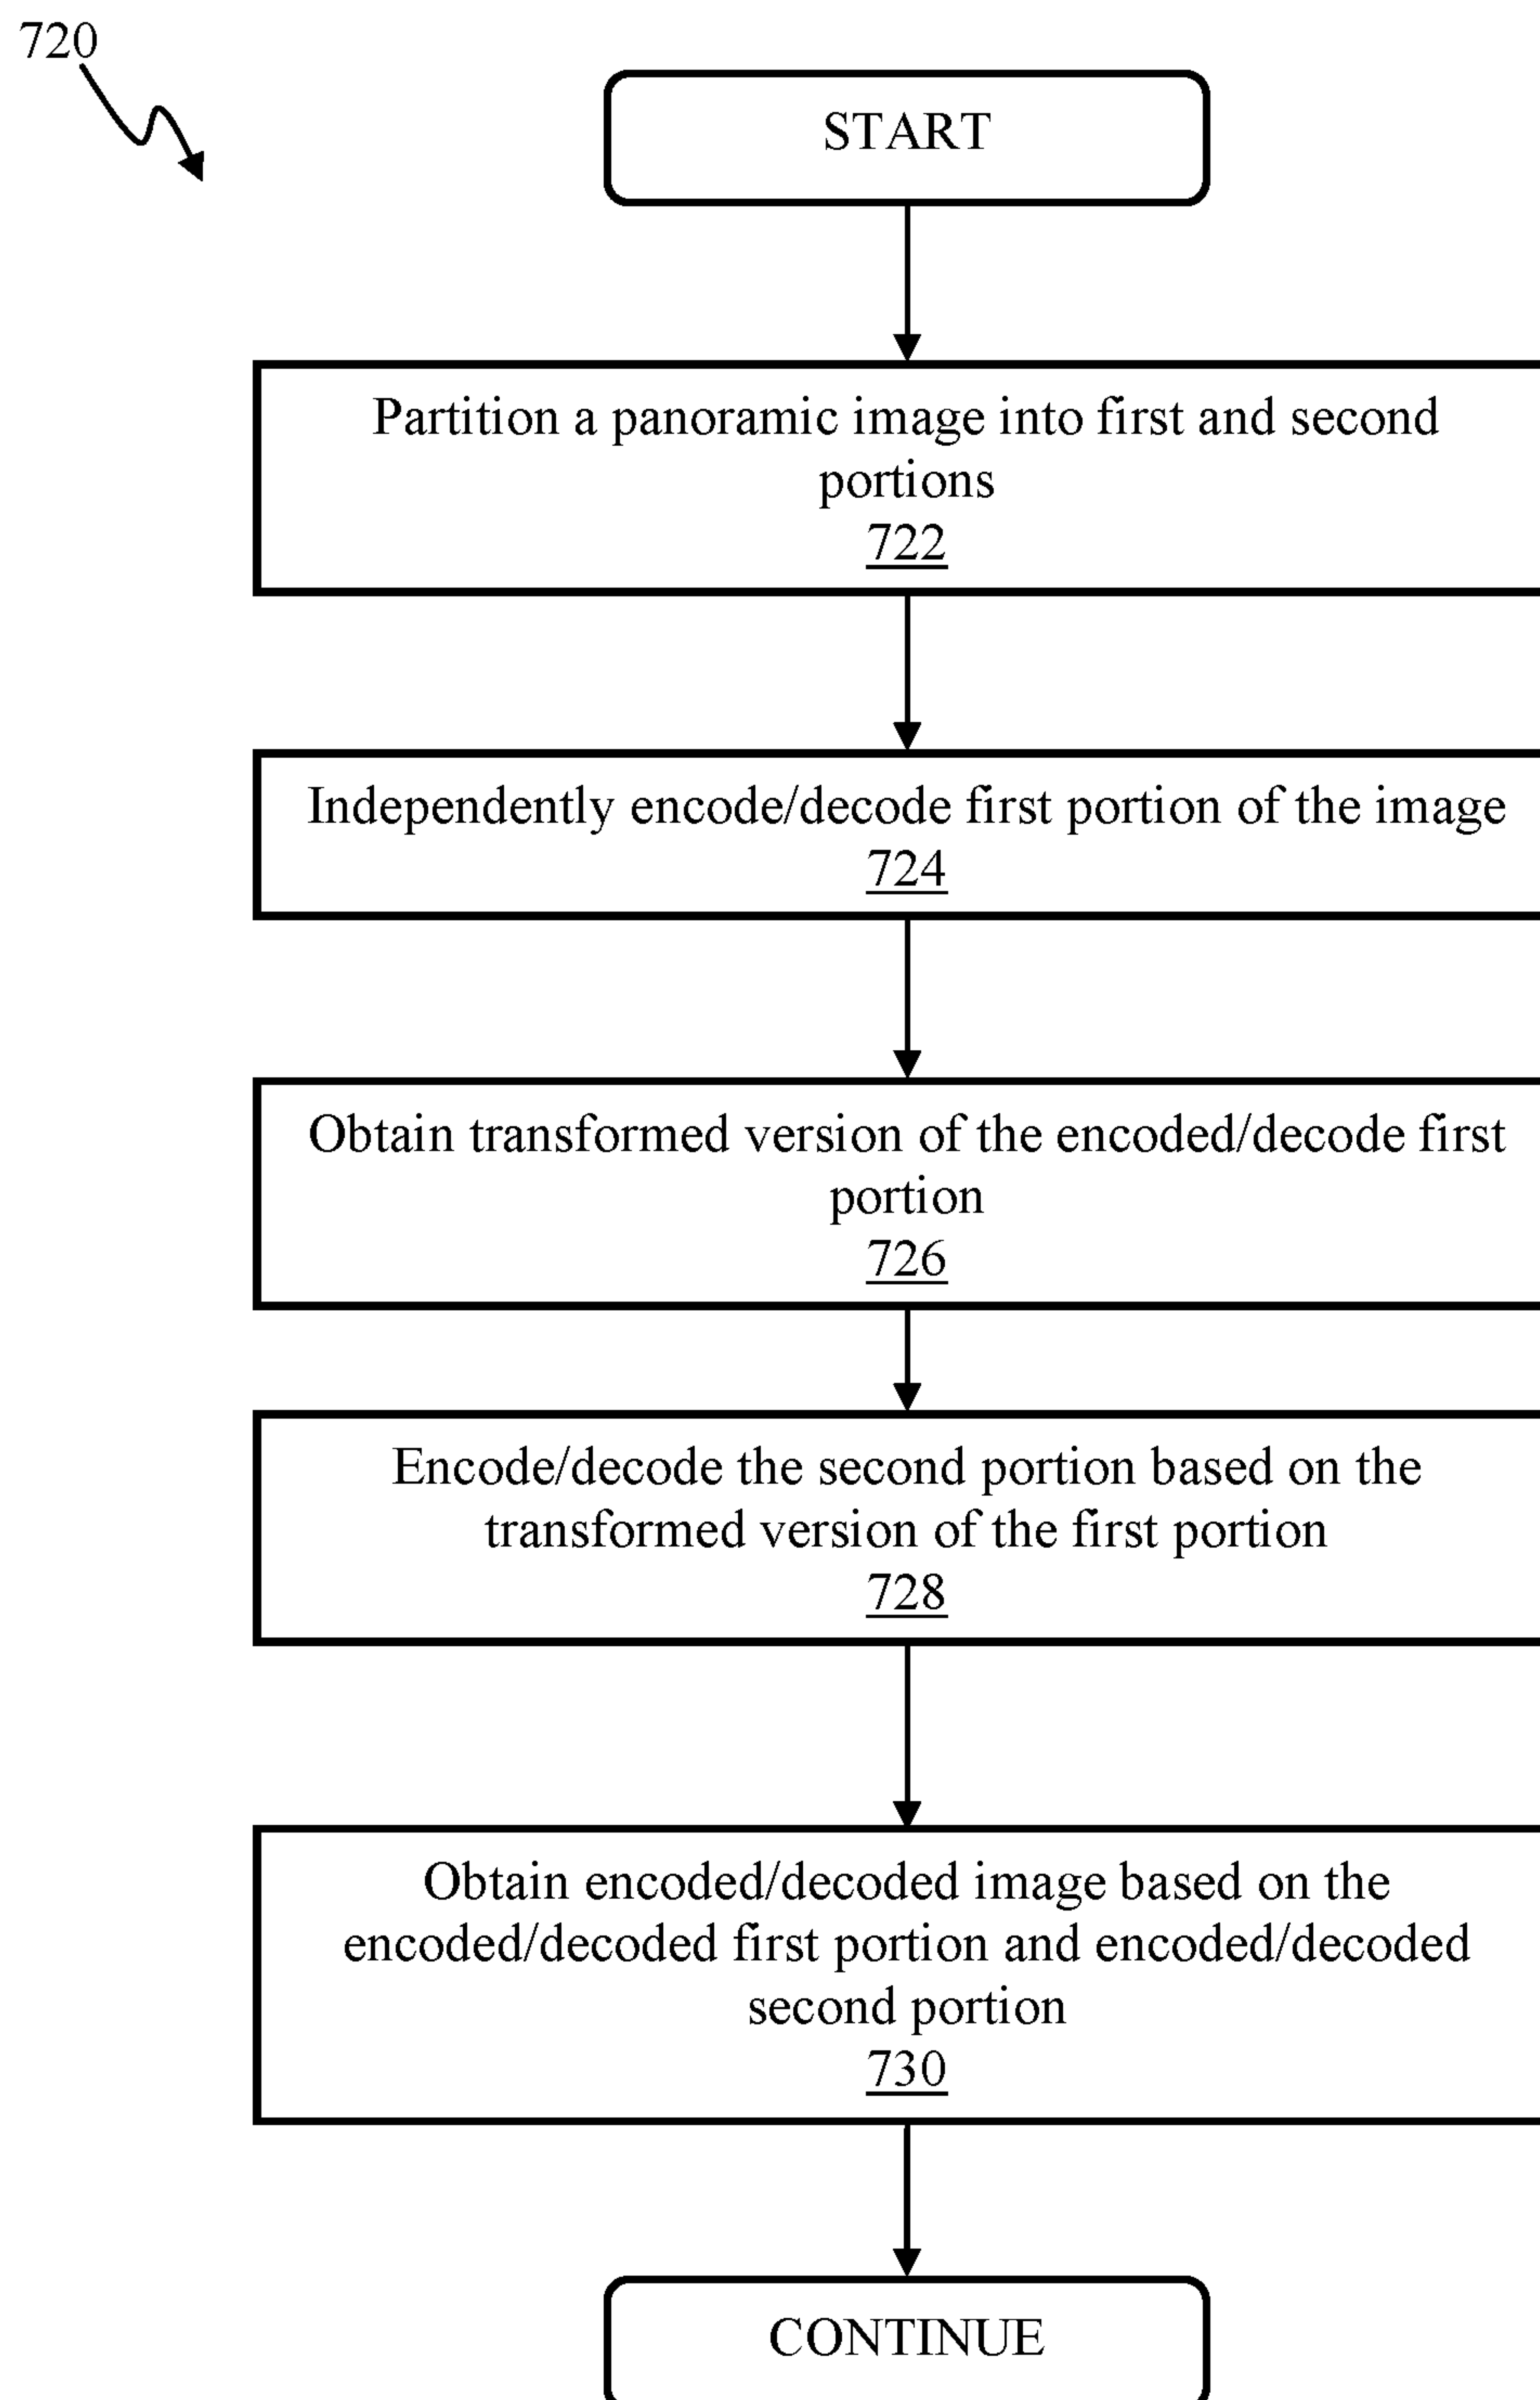 720
START
Partition a panoramic image into first and second
portions
722
Independently encode/decode first portion of the image
724
Obtain transformed version of the encoded/decode first
portion
726
Encode/decode the second portion based on the
transformed version of the first portion
728
Obtain encoded/decoded image based on the
encoded/decoded first portion and encoded/decoded
second portion
730
CONTINUE